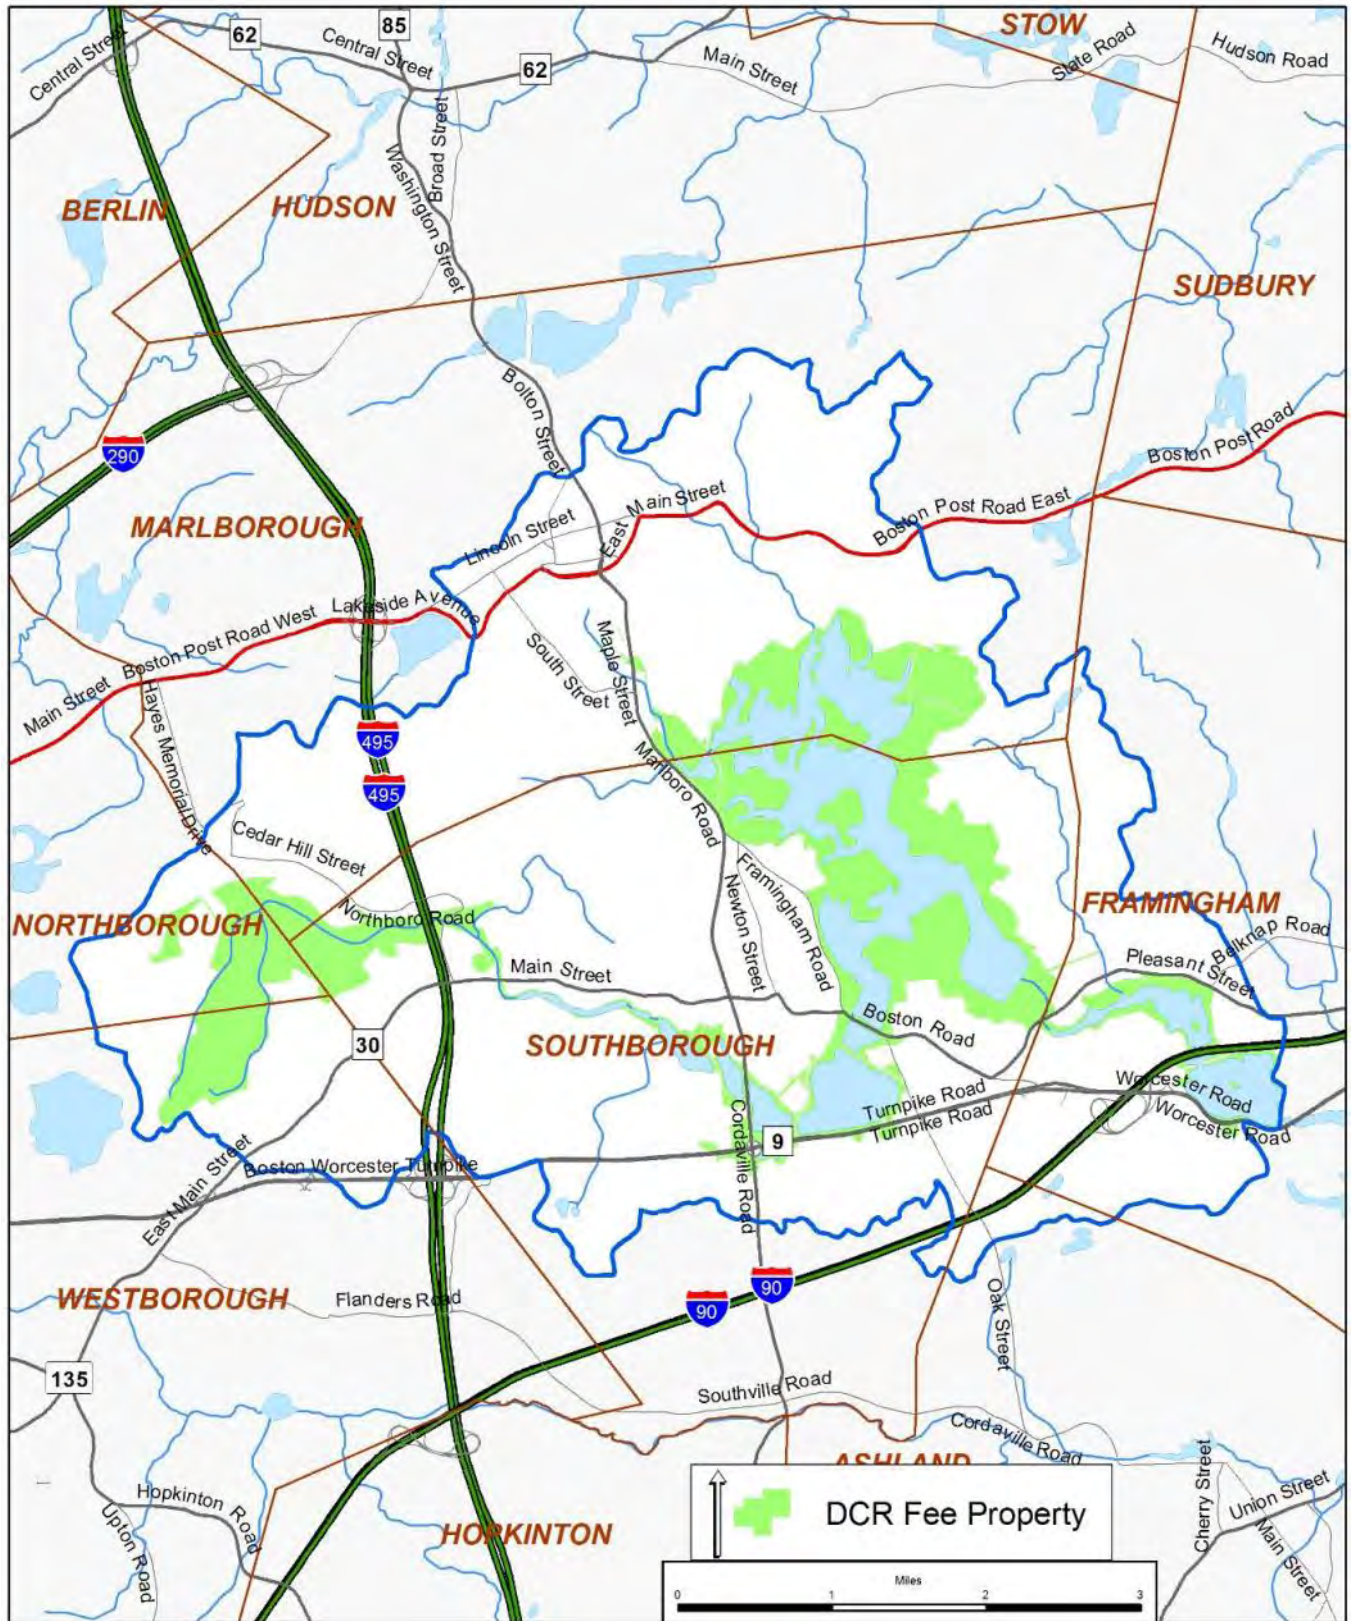 STOW
85
62
Central Street
Central Street
62
Main Street
State Road
Hudson Road
Broad Street
Washington Street
BERLIN
HUDSON
SUDBURY
Bolton Street
290
Boston Post Road
MARLBOROUGH
Main Street
East
Lincoln Street
Boston Post Road East
Lakeside Avenue
Boston Post Road West
Main Street
South Street
Maple Street
Hayes Memorial Drive
495
495
Marlboro Road
Cedar Hill Street
Framingham Road
Newton Street
NORTHBOROUGH
Northboro Road
FRAMINGHAM
Belknap Road
Pleasant Street
Main Street
Boston Road
30
SOUTHBOROUGH
Turnpike Road
Turnpike Road
Worcester Road
Worcester Road
9
Cordaville Road
East Main Street
Boston Worcester Turnpike
WESTBOROUGH
Flanders Road
90
90
Oak Street
135
Southville Road
Cordaville Road
ASHLAND
Cherry Street
Union Street
Main Street
Hopkinton Road
Upton Road
HOPKINTON
DCR Fee Property
Miles
0 1 2 3